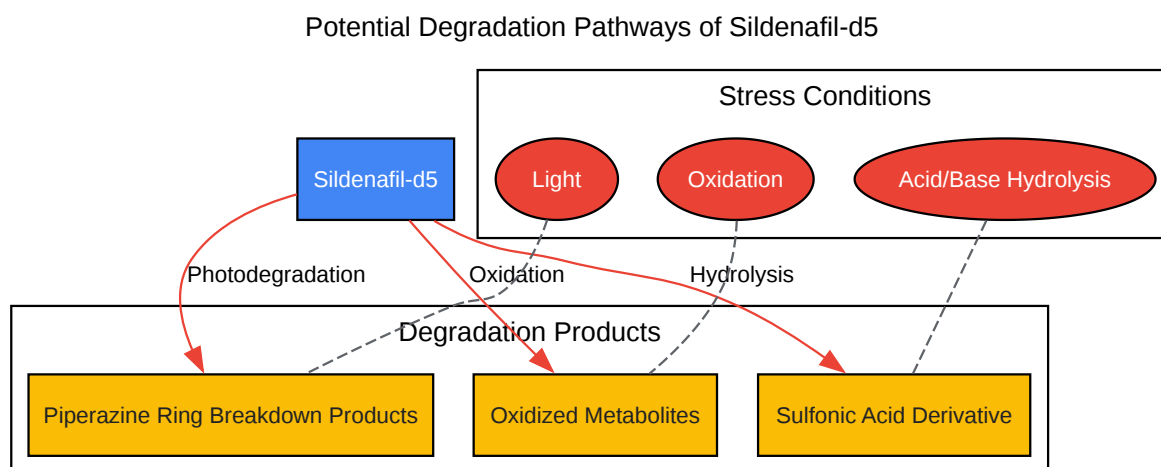 Potential Degradation Pathways of Sildenafil-d5
Stress Conditions
Sildenafil-d5
Light
Oxidation
Acid/Base Hydrolysis
Photodegradation
Oxidation
Hydrolysis
Degradation Products
Piperazine Ring Breakdown Products
Oxidized Metabolites
Sulfonic Acid Derivative